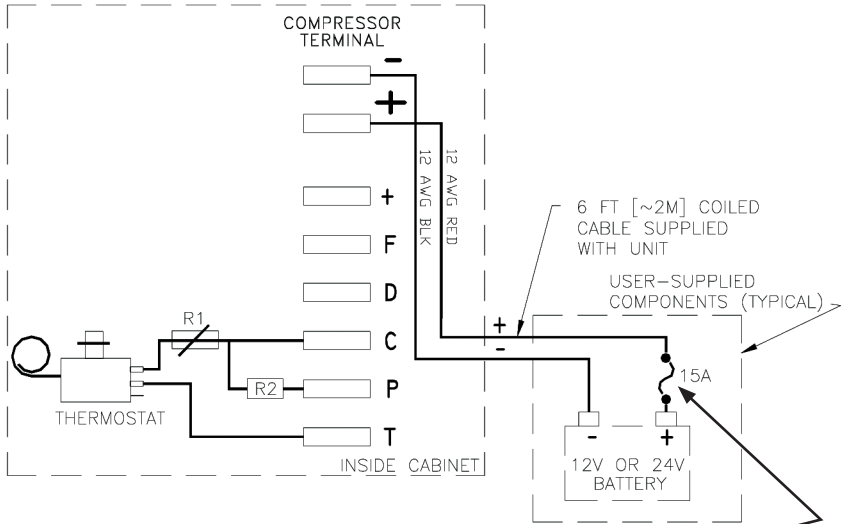 COMPRESSOR
TERMINAL
-
+
12 AWG BLK
12 AWG RED
+
F
D
C
P
T
R1
R2
THERMOSTAT
INSIDE CABINET
6 FT [~2M] COILED
CABLE SUPPLIED
WITH UNIT
USER-SUPPLIED
COMPONENTS (TYPICAL)
+
-
15A
- +
12V OR 24V
BATTERY